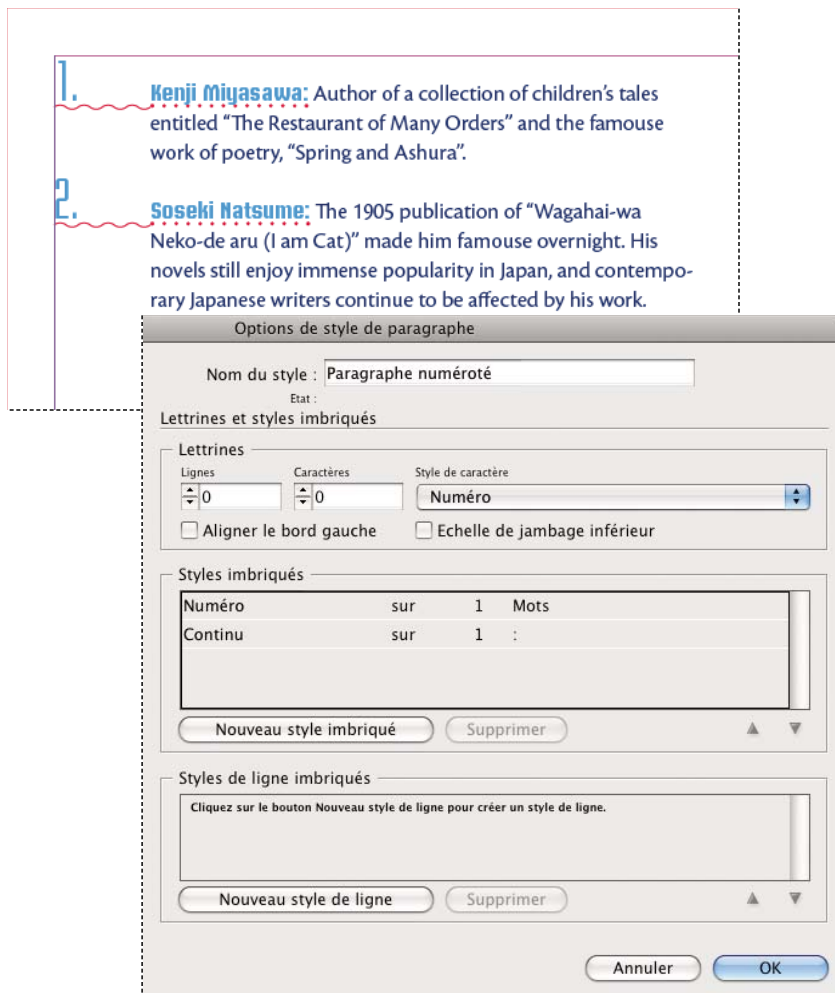 1.
Kenji Miyasawa: Author of a collection of children’s tales
entitled “The Restaurant of Many Orders” and the famouse
work of poetry, “Spring and Ashura”.
2.
Soseki Natsume: The 1905 publication of “Wagahai-wa
Neko-de aru (I am Cat)” made him famouse overnight. His
novels still enjoy immense popularity in Japan, and contempo-
rary Japanese writers continue to be affected by his work.
Options de style de paragraphe
Nom du style : Paragraphe numéroté
Etat :
Lettrines et styles imbriqués
Lettrines
Lignes Caractères Style de caractère
0 0 Numéro
Aligner le bord gauche Echelle de jambage inférieur
Styles imbriqués
Numéro sur 1 Mots
Continu sur 1 :
Nouveau style imbriqué Supprimer
Styles de ligne imbriqués
Cliquez sur le bouton Nouveau style de ligne pour créer un style de ligne.
Nouveau style de ligne Supprimer
Annuler OK